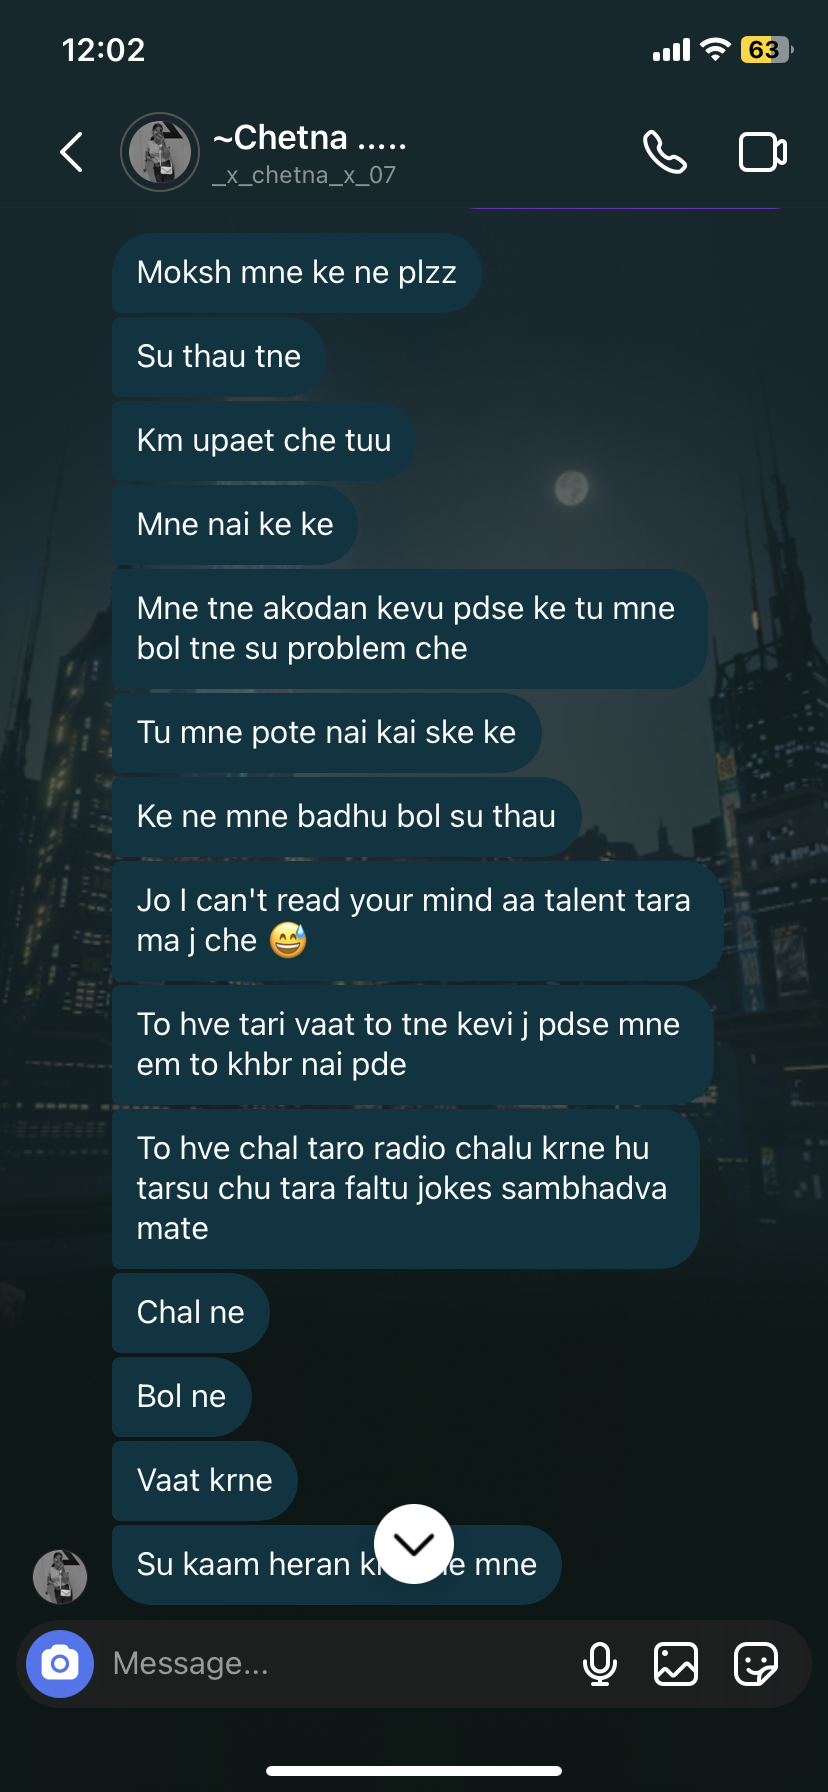 12:02
63
~Chetna .....
_x_chetna_x_07
Moksh mne ke ne plzz
Su thau tne
Km upaet che tuu
Mne nai ke ke
Mne tne akodan kevu pdse ke tu mne
bol tne su problem che
Tu mne pote nai kai ske ke
Ke ne mne badhu bol su thau
Jo I can't read your mind aa talent tara
ma j che 😅
To hve tari vaat to tne kevi j pdse mne
em to khbr nai pde
To hve chal taro radio chalu krne hu
tarsu chu tara faltu jokes sambhadva
mate
Chal ne
Bol ne
Vaat krne
Su kaam heran mne
Message...